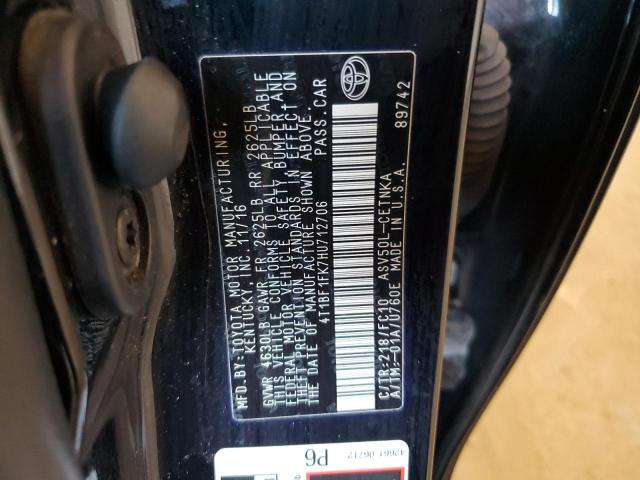 MFD.BY:TOYOTA MOTOR MANUFACTURING,
KENTUCKY, INC. 11/16
GVWR 4630LB GAWR FR 2625LB RR 2625LB
THIS VEHICLE CONFORMS TO ALL APPLICABLE
FEDERAL MOTOR VEHICLE SAFETY, BUMPER AND
THEFT PREVENTION STANDARDS IN EFFECT ON
THE DATE OF MANUFACTURE SHOWN ABOVE.
4T1BF1FK7HU712706 PASS.CAR
C/TR:218/FC10 ASV50L-CETNKA
A/TM:-01A/U760E MADE IN U.S.A.
89742
P6
42661 06712